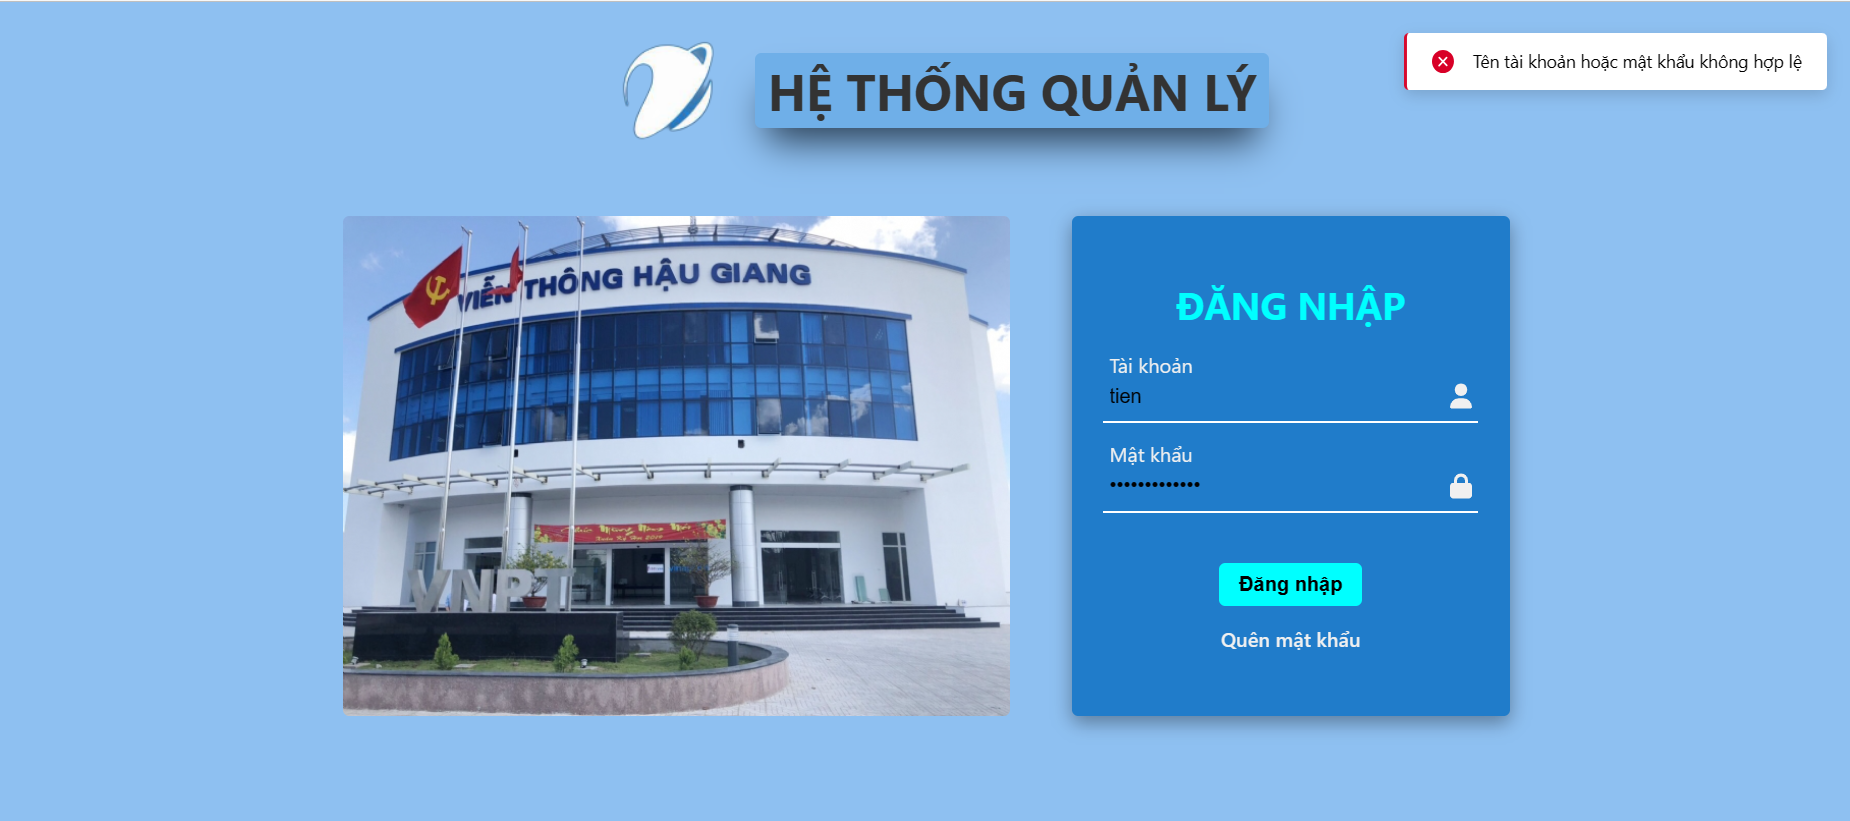 HỆ THỐNG QUẢN LÝ
Tên tài khoản hoặc mật khẩu không hợp lệ
VIỄN THÔNG HẬU GIANG
VNPT
ĐĂNG NHẬP
Tài khoản
tien
Mật khẩu
•••••••••••••
Đăng nhập
Quên mật khẩu